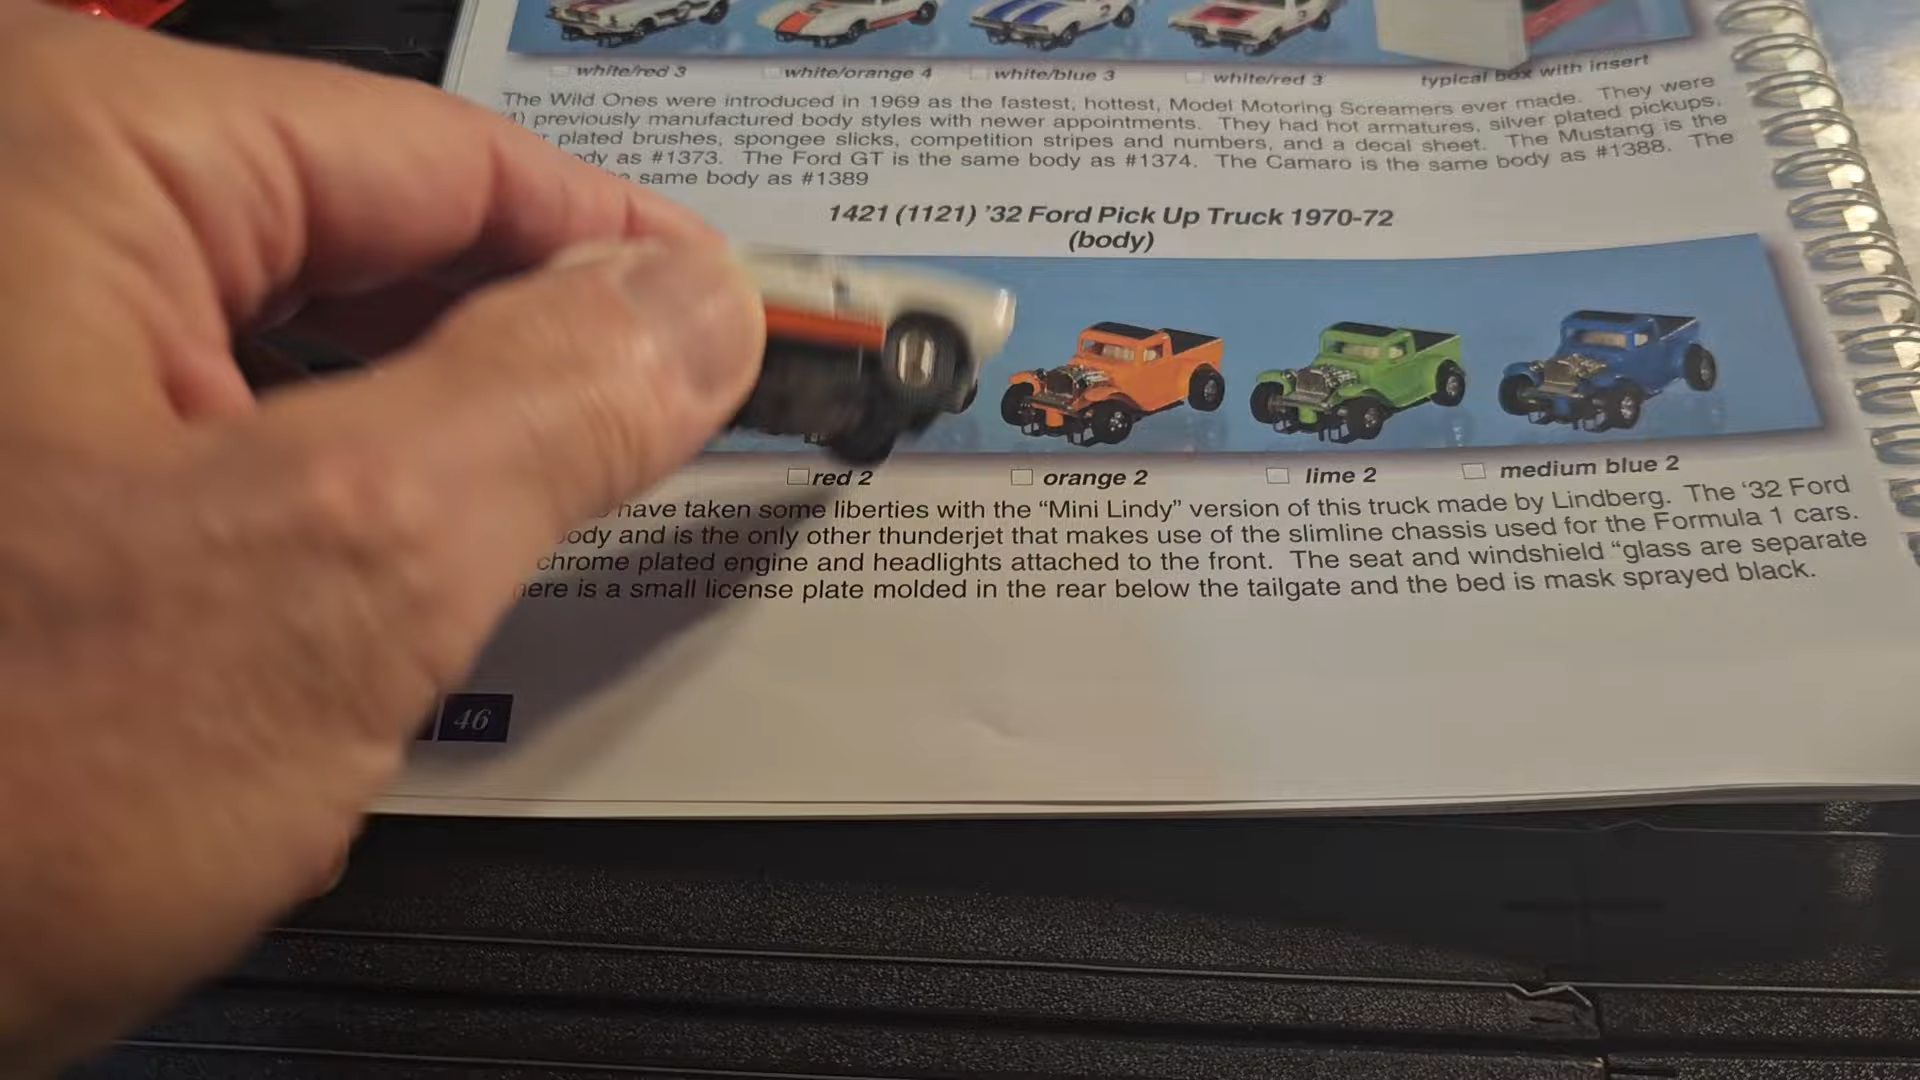 white/red 3
white/orange 4
white/blue 3
white/red 3
typical box with insert
The Wild Ones were introduced in 1969 as the fastest, hottest, Model Motoring Screamers ever made. They were
4) previously manufactured body styles with newer appointments. They had hot armatures, silver plated pickups,
plated brushes, spongee slicks, competition stripes and numbers, and a decal sheet. The Mustang is the
as #1373. The Ford GT is the same body as #1374. The Camaro is the same body as #1388. The
same body as #1389
1421 (1121) '32 Ford Pick Up Truck 1970-72
(body)
red 2
orange 2
lime 2
medium blue 2
have taken some liberties with the “Mini Lindy” version of this truck made by Lindberg. The '32 Ford
body and is the only other thunderjet that makes use of the slimline chassis used for the Formula 1 cars.
chrome plated engine and headlights attached to the front. The seat and windshield “glass are separate
is a small license plate molded in the rear below the tailgate and the bed is mask sprayed black.
46